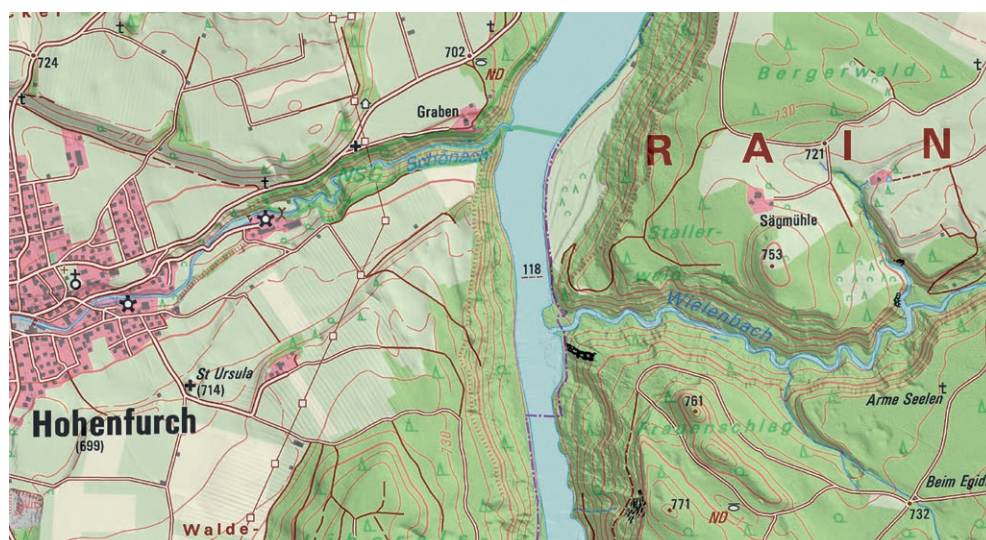 724
702
ND
Graben
Bergerwald
730
720
Schönach
NSG
R A I N
721
Sägmühle
Staller-
wald
753
118
Wielenbach
St Ursula
(714)
Hohenfurch
(699)
Arme Seelen
761
Frauenschlag
730
771
ND
Beim Egid
732
Walde-